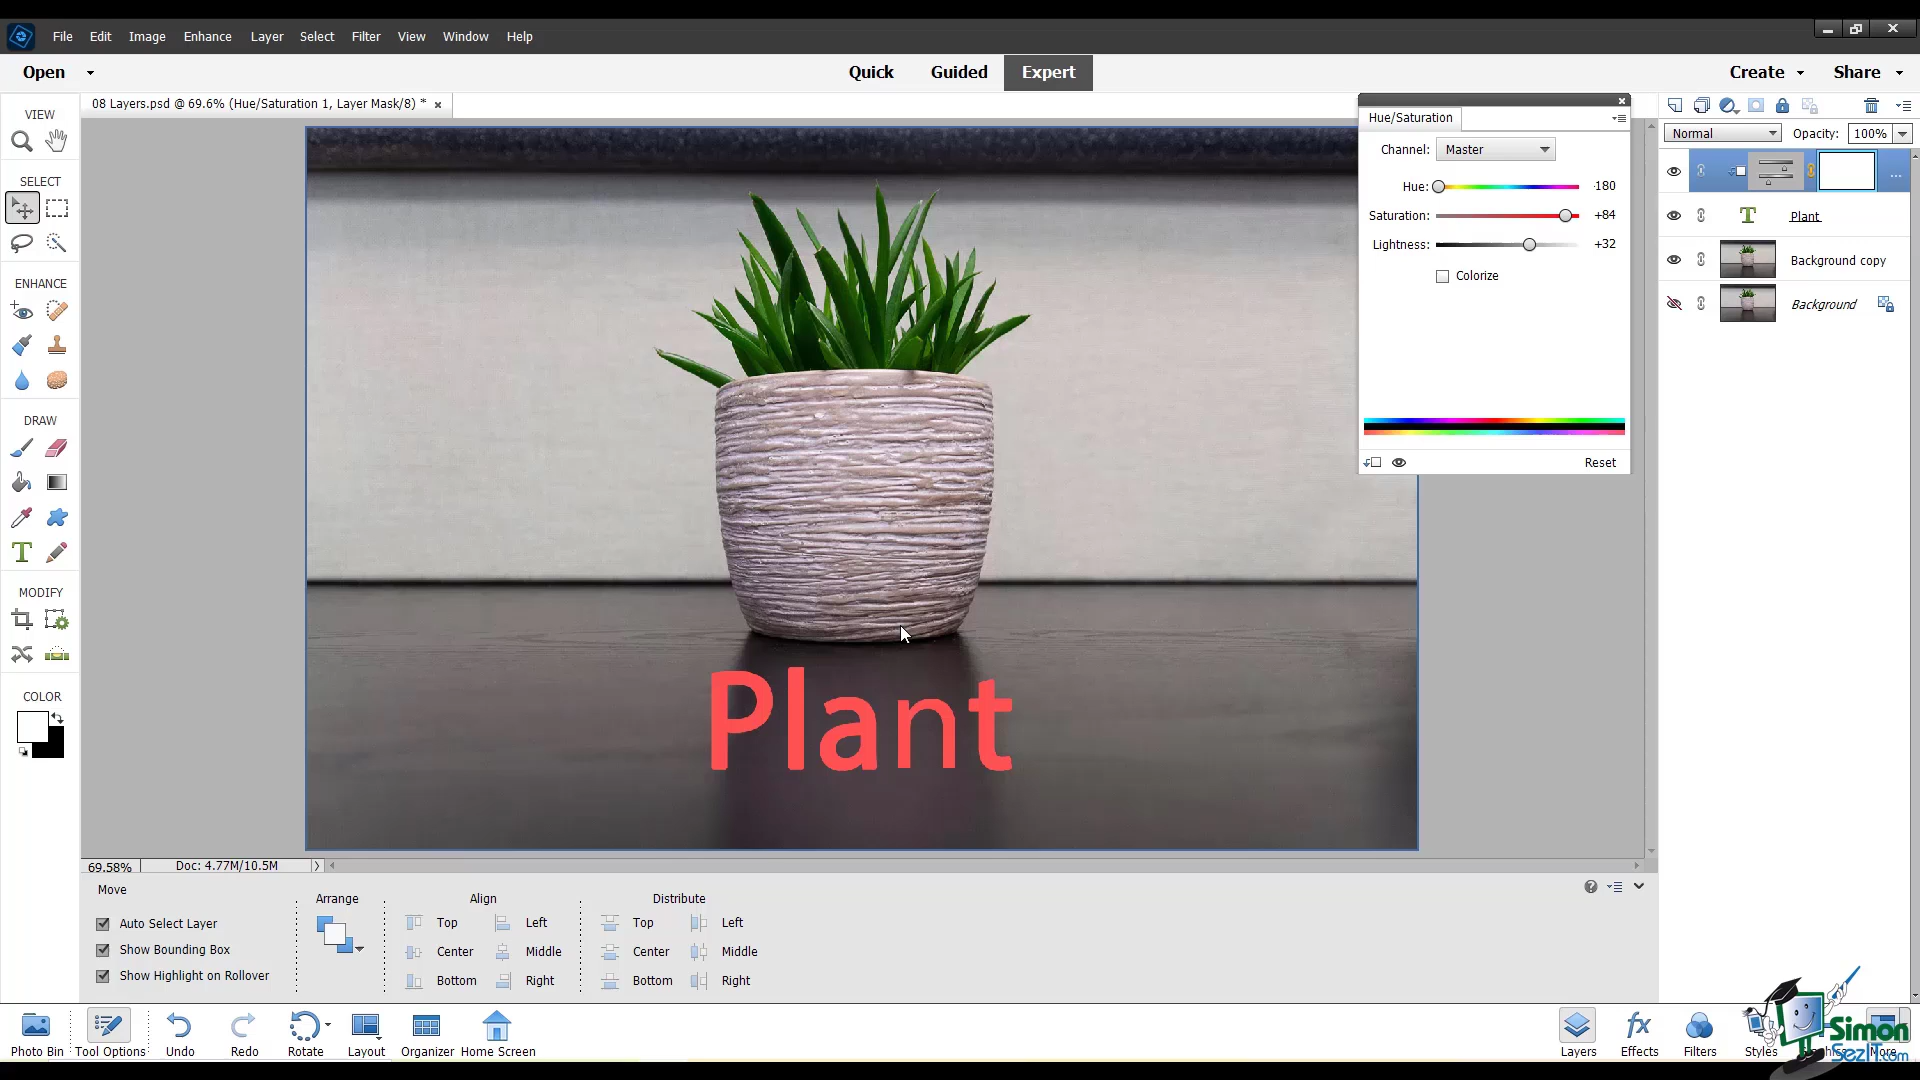 File Edit Image Enhance Layer Select Filter View Window Help
Open Quick Guided Expert Create Share
VIEW
08 Layers.psd @ 69.6% (Hue/Saturation 1, Layer Mask/8) *
Hue/Saturation
Channel: Master
Hue: -180
Saturation: +84
Lightness: +32
Colorize
Reset
Normal Opacity: 100%
Plant
Background copy
Background
SELECT
ENHANCE
DRAW
MODIFY
COLOR
Plant
69.58% Doc: 4.77M/10.5M
Move
Auto Select Layer
Show Bounding Box
Show Highlight on Rollover
Arrange
Align
Top Left
Center Middle
Bottom Right
Distribute
Top Left
Center Middle
Bottom Right
Photo Bin Tool Options Undo Redo Rotate Layout Organizer Home Screen
Layers Effects Filters Styles More
Simon
SezIT.com